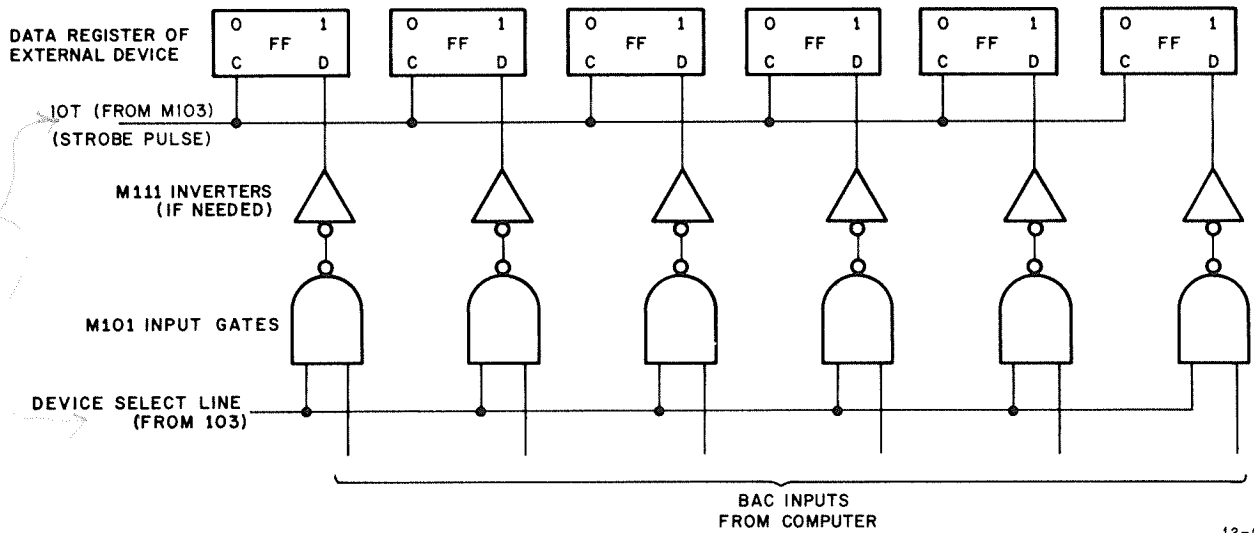 0 1 0 1 0 1 0 1 0 1 0 1
DATA REGISTER OF
EXTERNAL DEVICE
FF FF FF FF FF FF
C D C D C D C D C D C D
IOT (FROM M103)
(STROBE PULSE)
M111 INVERTERS
(IF NEEDED)
M101 INPUT GATES
DEVICE SELECT LINE
(FROM 103)
BAC INPUTS
FROM COMPUTER